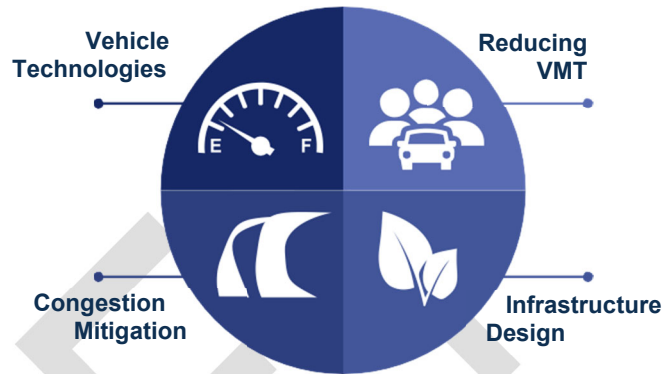 Vehicle
Technologies
Reducing
VMT
E F
Congestion
Mitigation
Infrastructure
Design